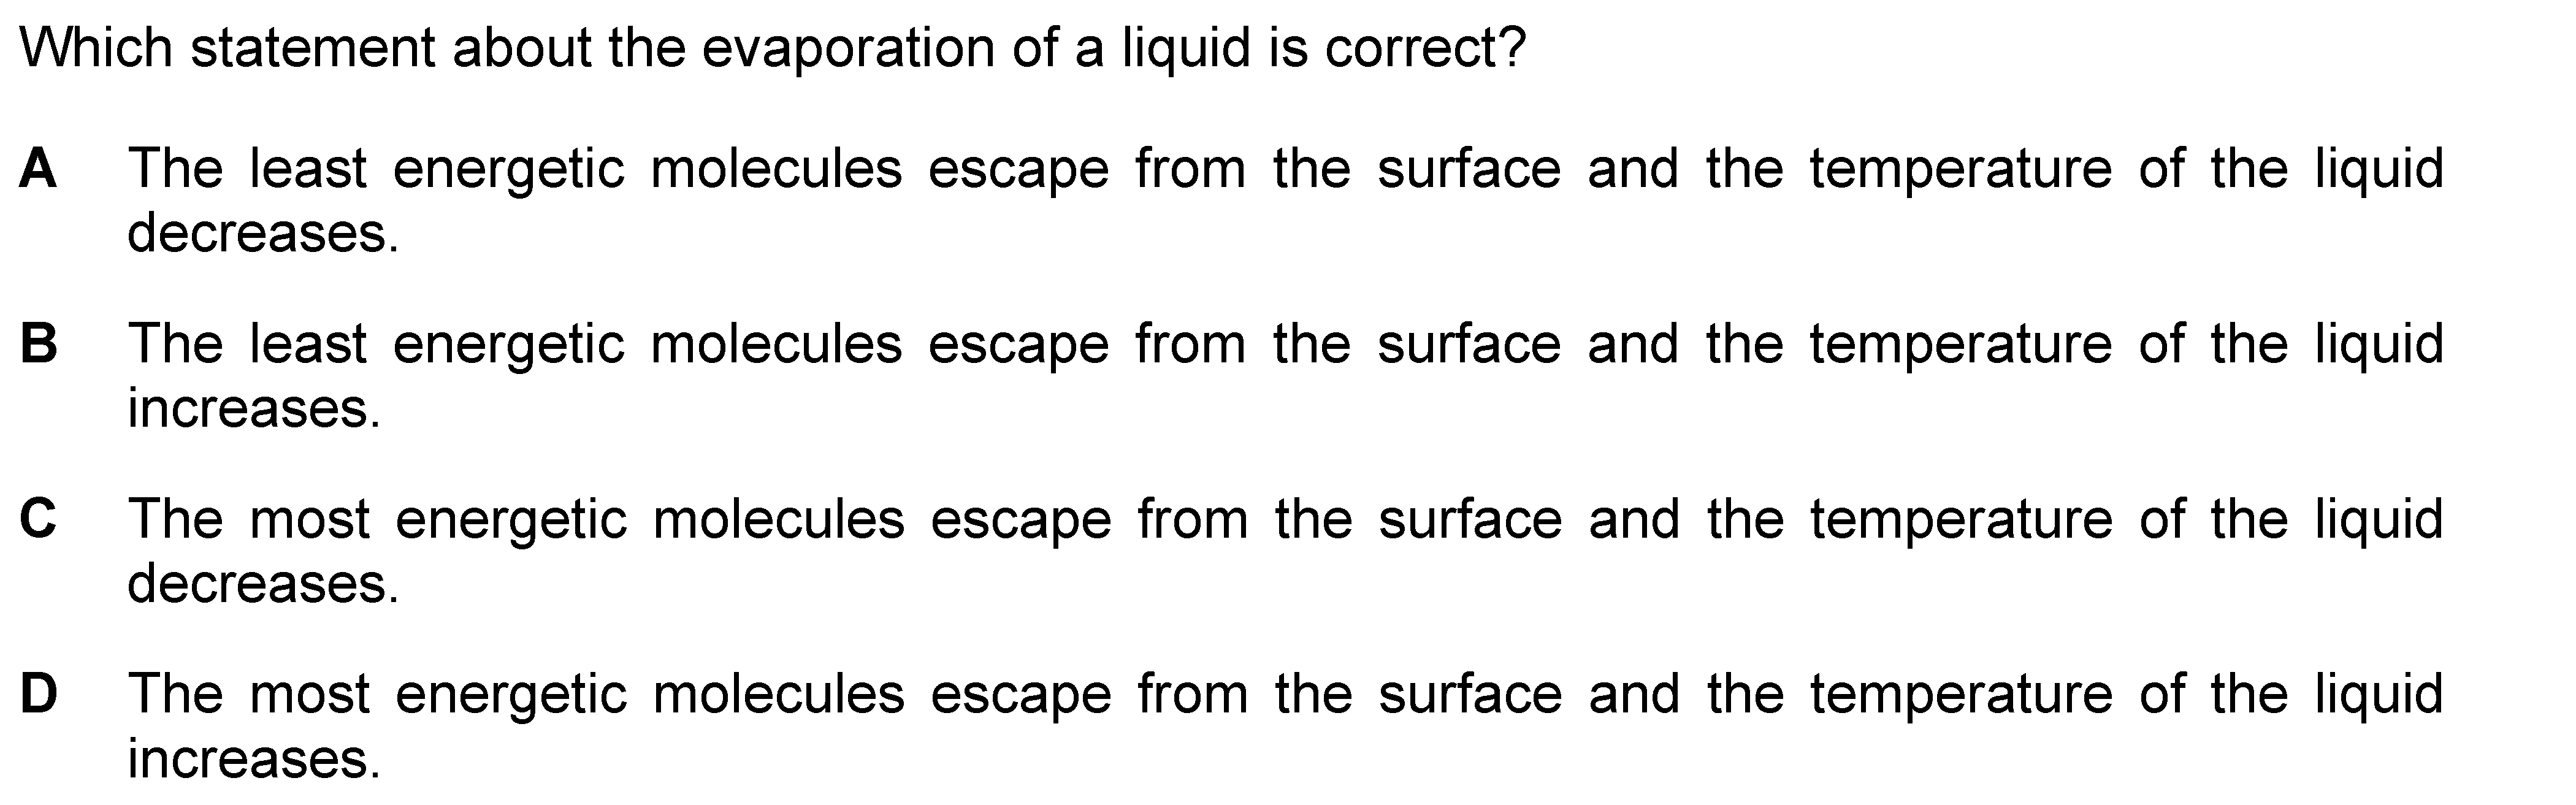 Which statement about the evaporation of a liquid is correct?
A The least energetic molecules escape from the surface and the temperature of the liquid
decreases.
B The least energetic molecules escape from the surface and the temperature of the liquid
increases.
C The most energetic molecules escape from the surface and the temperature of the liquid
decreases.
D The most energetic molecules escape from the surface and the temperature of the liquid
increases.